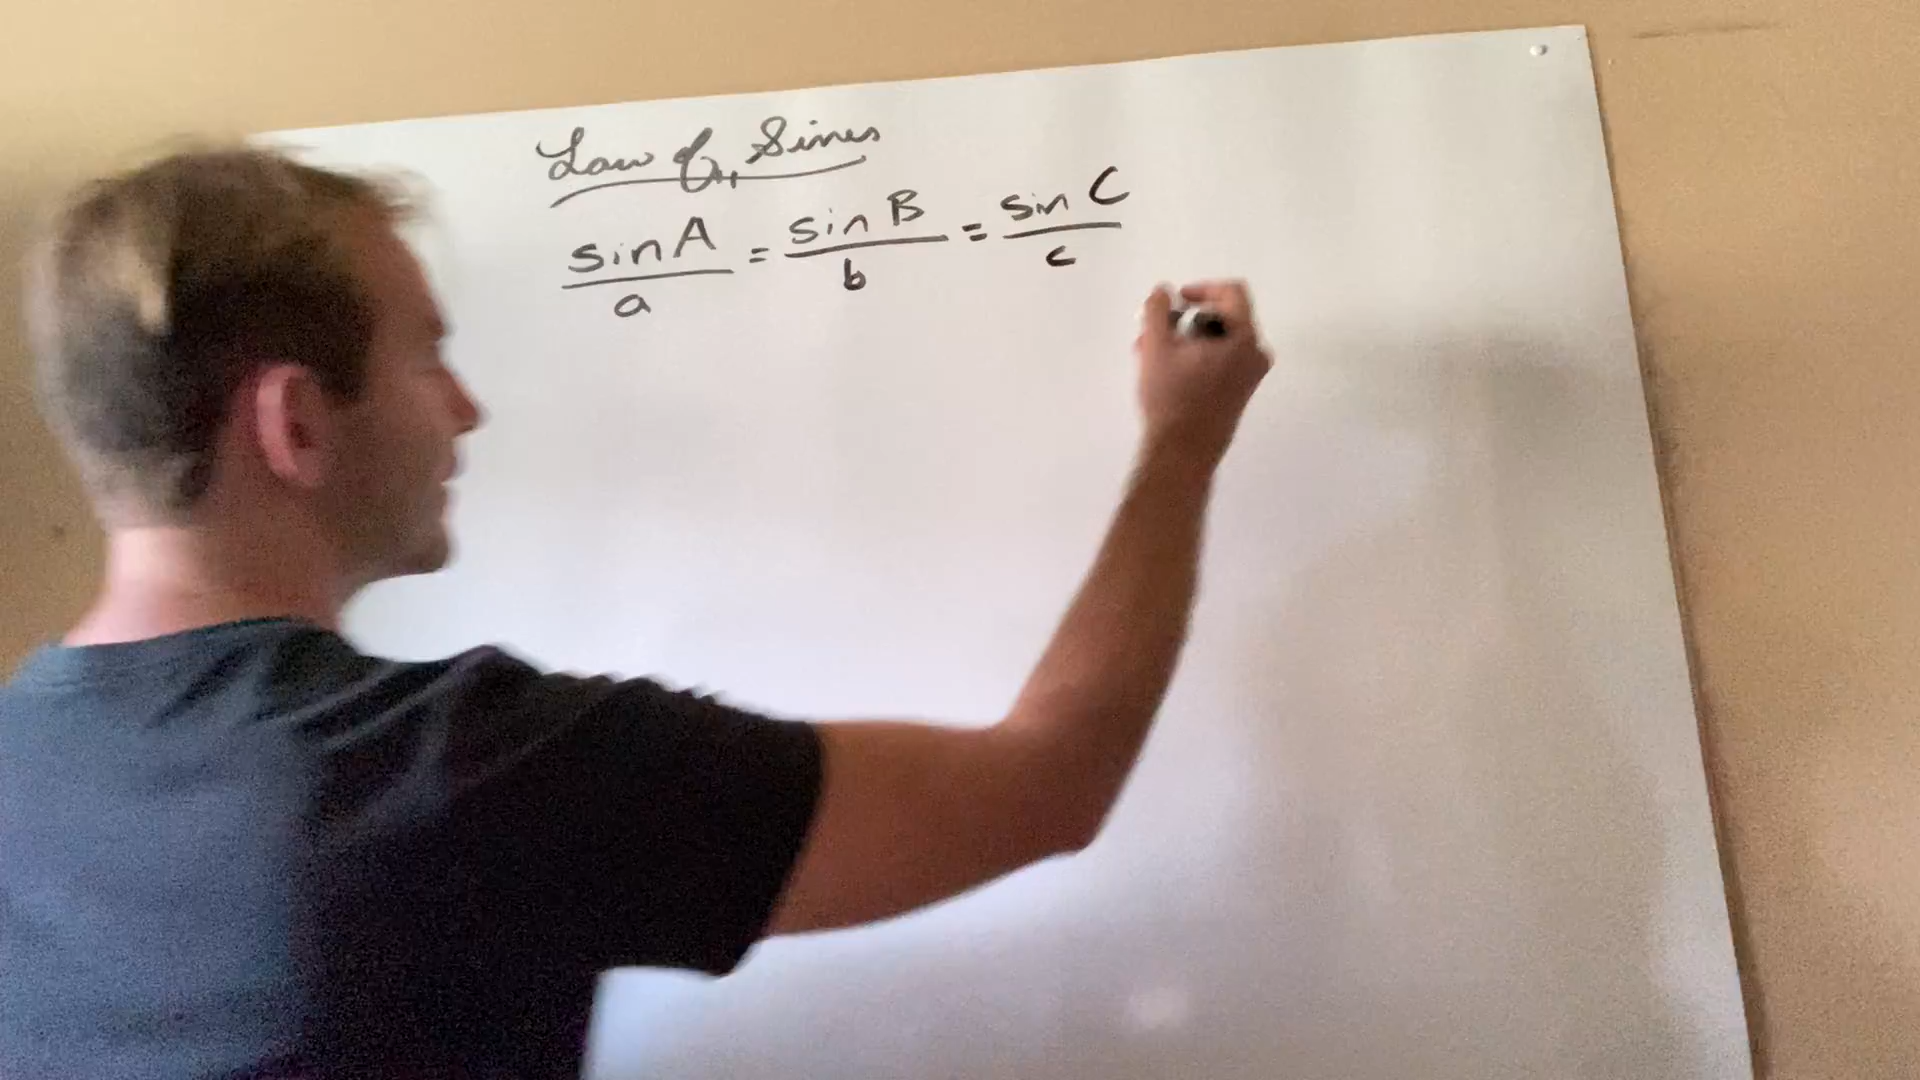 Law of Sines
sin A / a = sin B / b = sin C / c